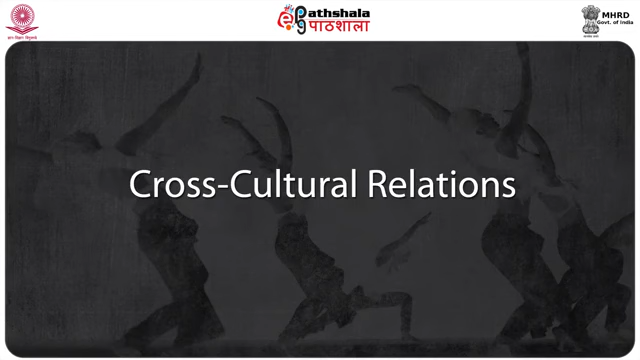 ePathshala
पाठशाला
MHRD
Govt. of India
Cross-Cultural Relations